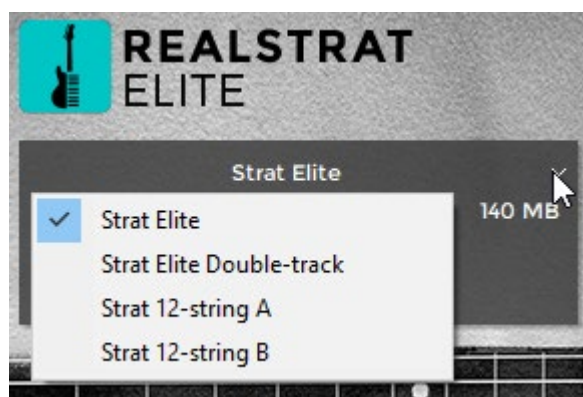 REALSTRAT
ELITE
Strat Elite
140 MB
Strat Elite
Strat Elite Double-track
Strat 12-string A
Strat 12-string B